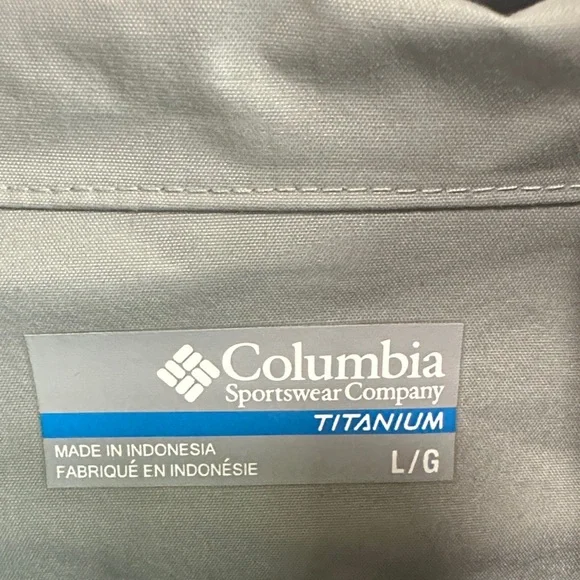 Columbia
Sportswear Company
TITANIUM
MADE IN INDONESIA
FABRIQUÉ EN INDONÉSIE
L/G